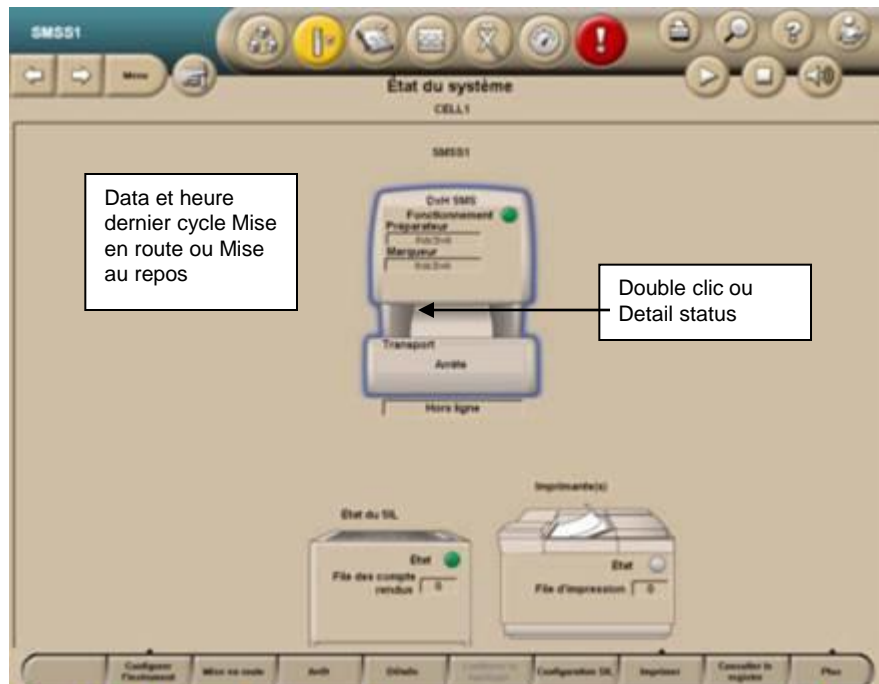 SMSS1
Menu
État du système
CELL1
SMSS1
Data et heure
dernier cycle Mise
en route ou Mise
au repos
DxH SMS
Fonctionnement
Préparateur
Marqueur
Double clic ou
Detail status
Transport
Arrêté
Hors ligne
Imprimante(s)
État du SIL
État
File des compte
rendus 0
État
File d'impression 0
Configurer
l'instrument
Mise en route
Arrêt
Détails
Configuration SIL
Imprimer
Consulter le
registre
Plus